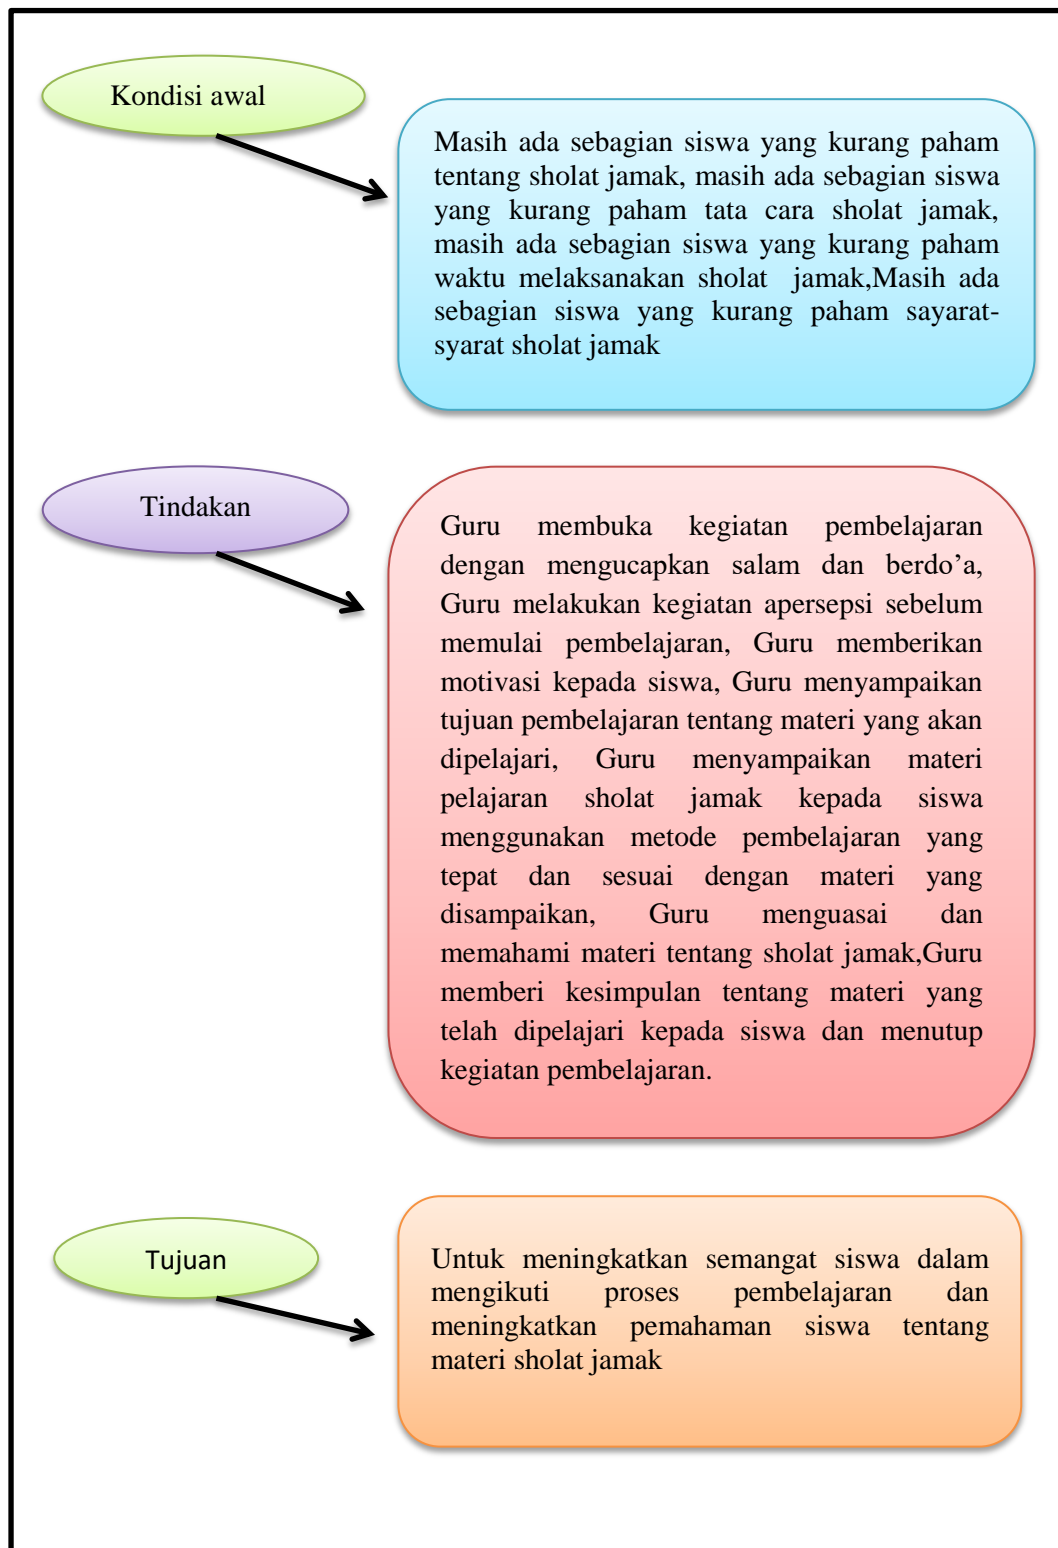 Kondisi awal
Masih ada sebagian siswa yang kurang paham
tentang sholat jamak, masih ada sebagian siswa
yang kurang paham tata cara sholat jamak,
masih ada sebagian siswa yang kurang paham
waktu melaksanakan sholat jamak,Masih ada
sebagian siswa yang kurang paham sayarat-
syarat sholat jamak
Tindakan
Guru membuka kegiatan pembelajaran
dengan mengucapkan salam dan berdo’a,
Guru melakukan kegiatan apersepsi sebelum
memulai pembelajaran, Guru memberikan
motivasi kepada siswa, Guru menyampaikan
tujuan pembelajaran tentang materi yang akan
dipelajari, Guru menyampaikan materi
pelajaran sholat jamak kepada siswa
menggunakan metode pembelajaran yang
tepat dan sesuai dengan materi yang
disampaikan, Guru menguasai dan
memahami materi tentang sholat jamak,Guru
memberi kesimpulan tentang materi yang
telah dipelajari kepada siswa dan menutup
kegiatan pembelajaran.
Tujuan
Untuk meningkatkan semangat siswa dalam
mengikuti proses pembelajaran dan
meningkatkan pemahaman siswa tentang
materi sholat jamak